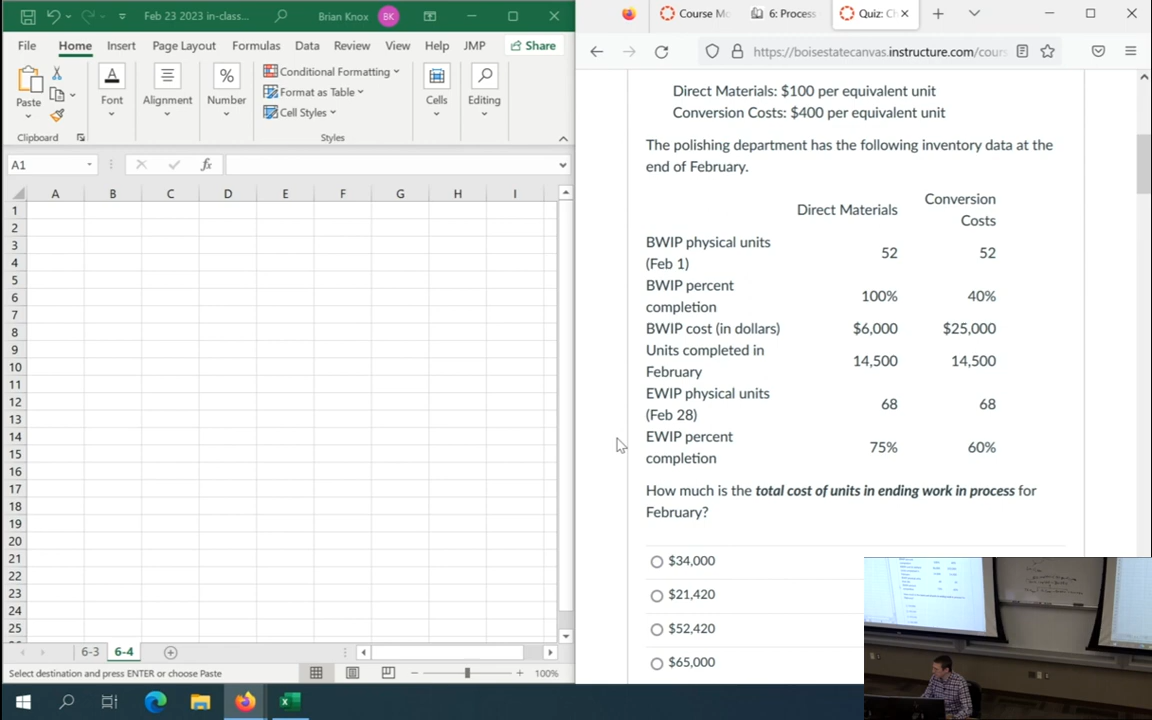 Feb 23 2023 in-class...
Brian Knox
BK
File
Home
Insert
Page Layout
Formulas
Data
Review
View
Help
JMP
Share
Paste
Clipboard
Font
Alignment
%
Number
Conditional Formatting
Format as Table
Cell Styles
Styles
Cells
Editing
A1
fx
A B C D E F G H I
1
2
3
4
5
6
7
8
9
10
11
12
13
14
15
16
17
18
19
20
21
22
23
24
25
6-3
6-4
Select destination and press ENTER or choose Paste
100%
Course Mo
6: Process
Quiz: C
https://boisestatecanvas.instructure.com/cours
Direct Materials: $100 per equivalent unit
Conversion Costs: $400 per equivalent unit
The polishing department has the following inventory data at the
end of February.
Direct Materials
Conversion
Costs
BWIP physical units
(Feb 1)
52 52
BWIP percent
completion
100% 40%
BWIP cost (in dollars) $6,000 $25,000
Units completed in
February
14,500 14,500
EWIP physical units
(Feb 28)
68 68
EWIP percent
completion
75% 60%
How much is the total cost of units in ending work in process for
February?
$34,000
$21,420
$52,420
$65,000